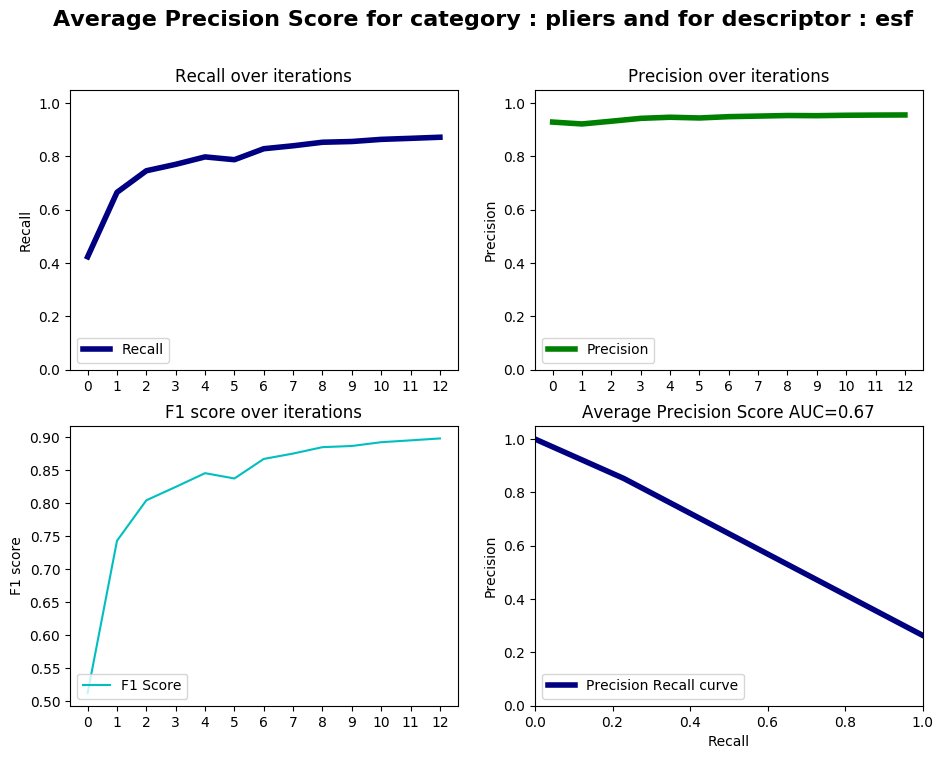 Average Precision Score for category : pliers and for descriptor : esf
Recall over iterations
1.0
0.8
0.6
0.4
0.2
0.0
Recall
Recall
0 1 2 3 4 5 6 7 8 9 10 11 12
Precision over iterations
1.0
0.8
0.6
0.4
0.2
0.0
Precision
Precision
0 1 2 3 4 5 6 7 8 9 10 11 12
F1 score over iterations
0.90
0.85
0.80
0.75
0.70
0.65
0.60
0.55
0.50
F1 score
F1 Score
0 1 2 3 4 5 6 7 8 9 10 11 12
Average Precision Score AUC=0.67
1.0
0.8
0.6
0.4
0.2
0.0
Precision
Precision Recall curve
0.0 0.2 0.4 0.6 0.8 1.0
Recall